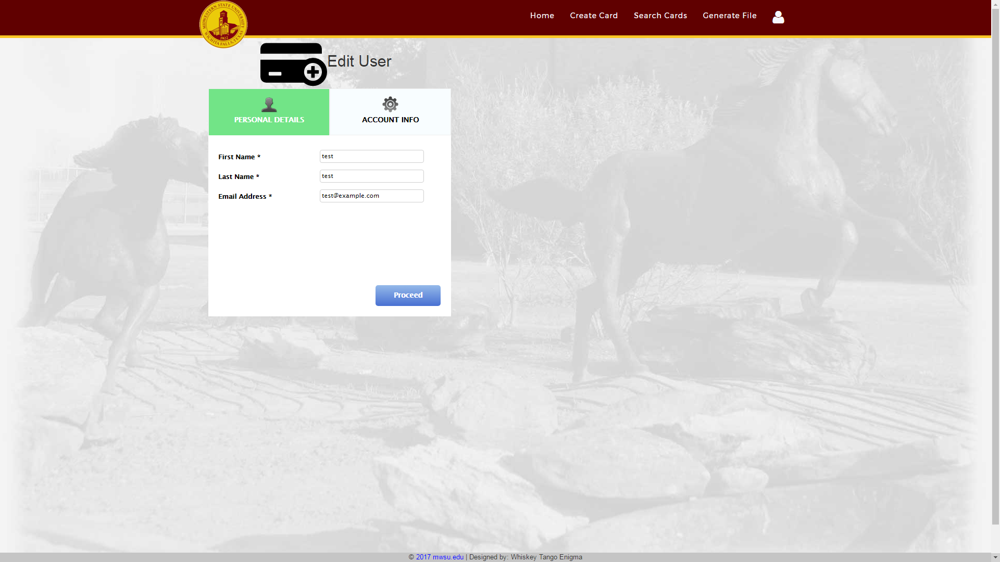 MIDWESTERN STATE UNIVERSITY
WICHITA FALLS, TEXAS
1922
Home
Create Card
Search Cards
Generate File
Edit User
PERSONAL DETAILS
ACCOUNT INFO
First Name *
test
Last Name *
test
Email Address *
test@example.com
Proceed
© 2017 mwsu.edu | Designed by: Whiskey Tango Enigma